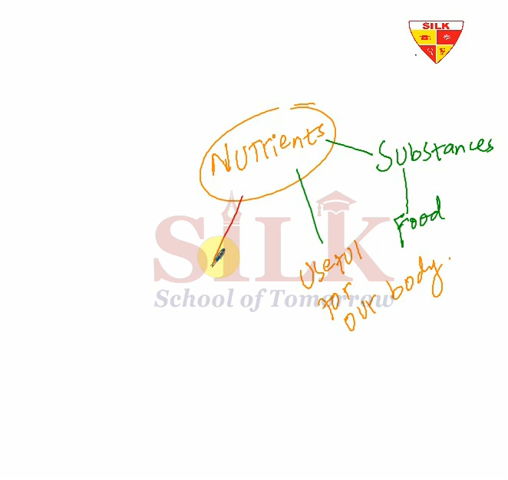 SILK
NUTrients
Substances
Food
Useful
for
our body.
SILK
School of Tomorrow